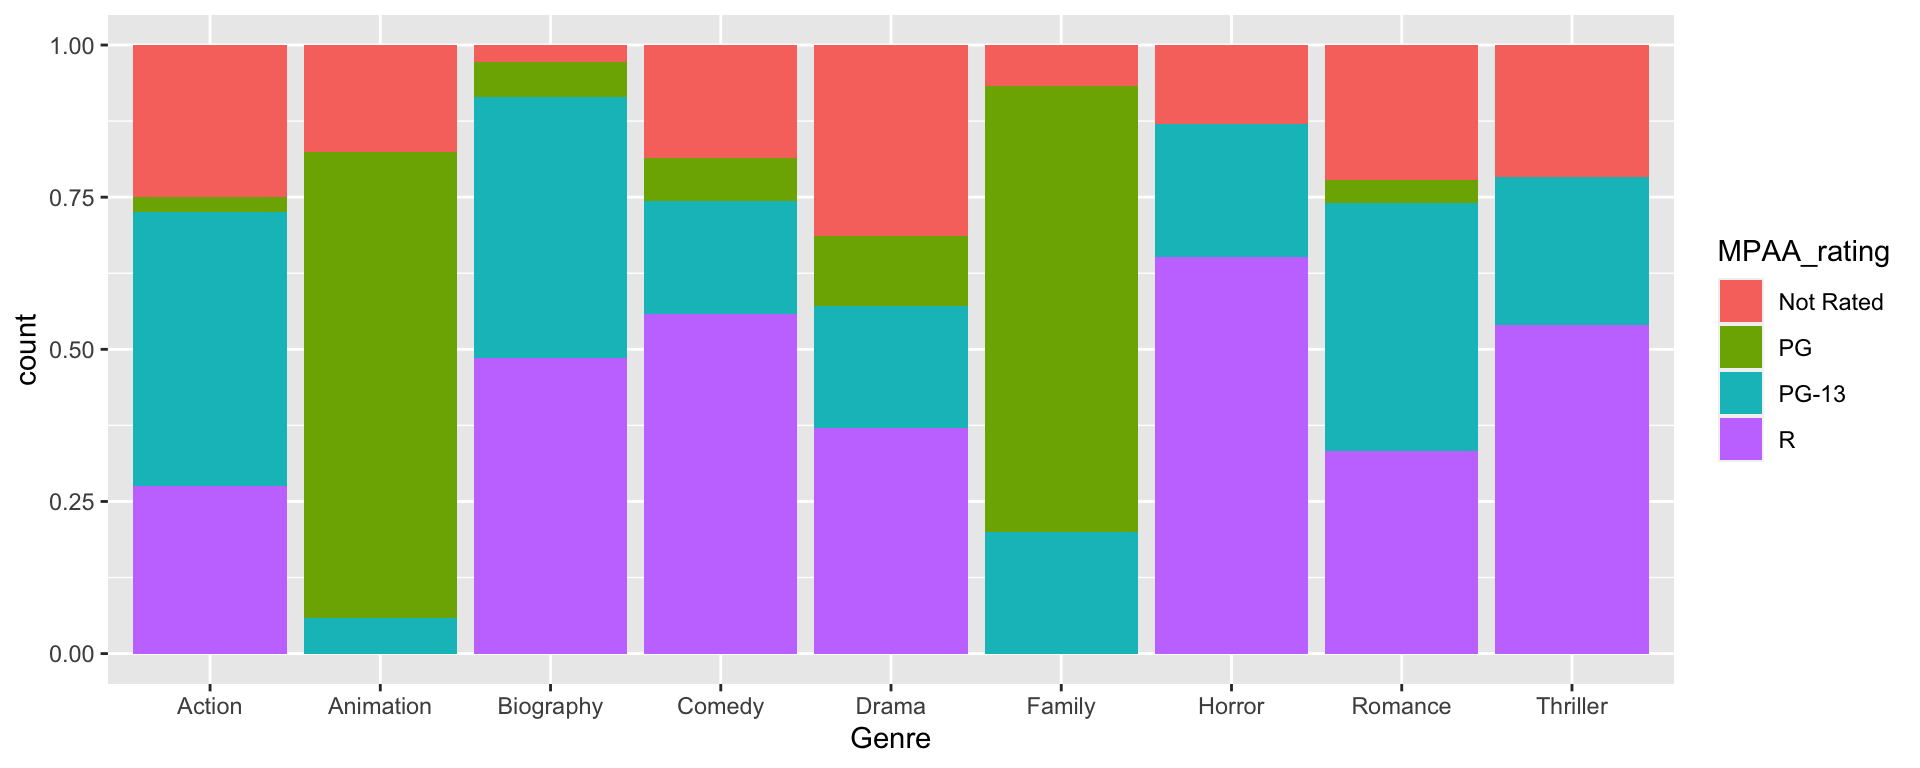 1.00
0.75
0.50
0.25
0.00
count
Action Animation Biography Comedy Drama Family Horror Romance Thriller
Genre
MPAA_rating
Not Rated
PG
PG-13
R